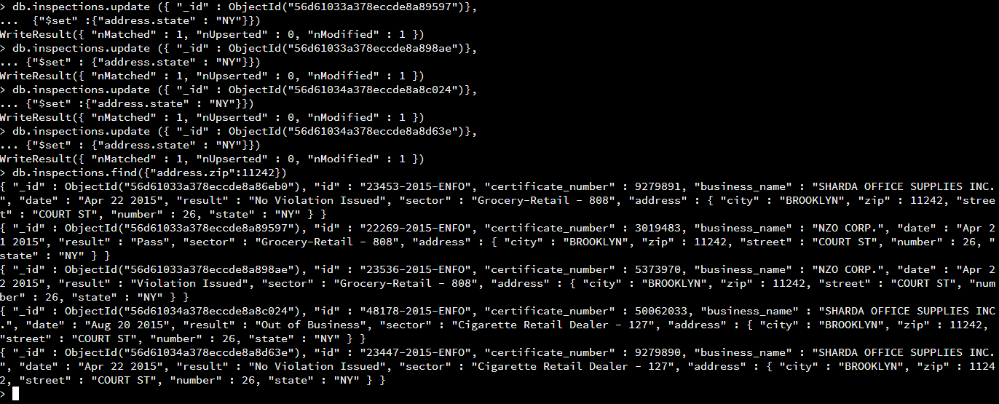 > db.inspections.update ({ "_id" : ObjectId("56d61033a378eccde8a89597")},
...  {"$set" :{"address.state" : "NY"}})
WriteResult({ "nMatched" : 1, "nUpserted" : 0, "nModified" : 1 })
> db.inspections.update ({ "_id" : ObjectId("56d61033a378eccde8a898ae")},
... {"$set" : {"address.state" : "NY"}})
WriteResult({ "nMatched" : 1, "nUpserted" : 0, "nModified" : 1 })
> db.inspections.update ({ "_id" : ObjectId("56d61034a378eccde8a8c024")},
... {"$set" :{"address.state" : "NY"}})
WriteResult({ "nMatched" : 1, "nUpserted" : 0, "nModified" : 1 })
> db.inspections.update ({ "_id" : ObjectId("56d61034a378eccde8a8d63e")},
... {"$set" : {"address.state" : "NY"}})
WriteResult({ "nMatched" : 1, "nUpserted" : 0, "nModified" : 1 })
> db.inspections.find({"address.zip":11242})
{ "_id" : ObjectId("56d61033a378eccde8a86eb0"), "id" : "23453-2015-ENFO", "certificate_number" : 9279891, "business_name" : "SHARDA OFFICE SUPPLIES INC.
", "date" : "Apr 22 2015", "result" : "No Violation Issued", "sector" : "Grocery-Retail - 808", "address" : { "city" : "BROOKLYN", "zip" : 11242, "stree
t" : "COURT ST", "number" : 26, "state" : "NY" } }
{ "_id" : ObjectId("56d61033a378eccde8a89597"), "id" : "22269-2015-ENFO", "certificate_number" : 3019483, "business_name" : "NZO CORP.", "date" : "Apr 2
1 2015", "result" : "Pass", "sector" : "Grocery-Retail - 808", "address" : { "city" : "BROOKLYN", "zip" : 11242, "street" : "COURT ST", "number" : 26, "
state" : "NY" } }
{ "_id" : ObjectId("56d61033a378eccde8a898ae"), "id" : "23536-2015-ENFO", "certificate_number" : 5373970, "business_name" : "NZO CORP.", "date" : "Apr 2
2 2015", "result" : "Violation Issued", "sector" : "Grocery-Retail - 808", "address" : { "city" : "BROOKLYN", "zip" : 11242, "street" : "COURT ST", "num
ber" : 26, "state" : "NY" } }
{ "_id" : ObjectId("56d61034a378eccde8a8c024"), "id" : "48178-2015-ENFO", "certificate_number" : 50062033, "business_name" : "SHARDA OFFICE SUPPLIES INC
.", "date" : "Aug 20 2015", "result" : "Out of Business", "sector" : "Cigarette Retail Dealer - 127", "address" : { "city" : "BROOKLYN", "zip" : 11242,
"street" : "COURT ST", "number" : 26, "state" : "NY" } }
{ "_id" : ObjectId("56d61034a378eccde8a8d63e"), "id" : "23447-2015-ENFO", "certificate_number" : 9279890, "business_name" : "SHARDA OFFICE SUPPLIES INC.
", "date" : "Apr 22 2015", "result" : "No Violation Issued", "sector" : "Cigarette Retail Dealer - 127", "address" : { "city" : "BROOKLYN", "zip" : 1124
2, "street" : "COURT ST", "number" : 26, "state" : "NY" } }
>